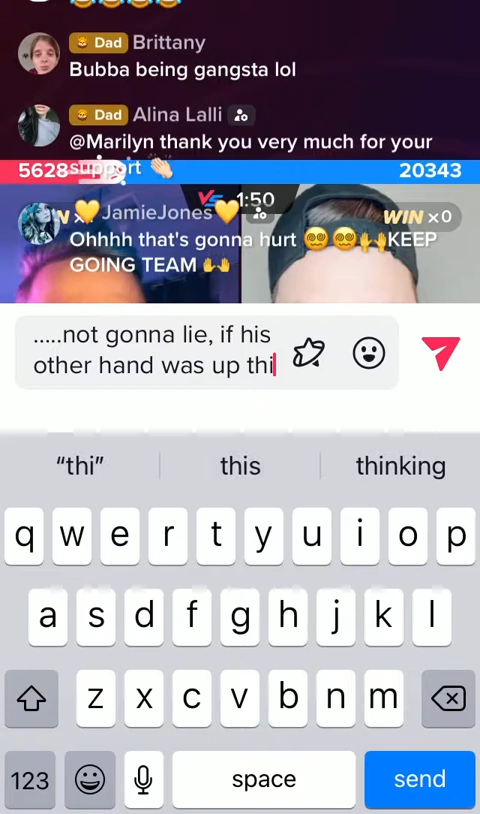 Dad Brittany
Bubba being gangsta lol
Dad Alina Lalli
@Marilyn thank you very much for your
support 👏🏻
5628
20343
VS 1:50
💛JamieJones💛
WIN x0
Ohhhh that's gonna hurt 😵‍💫😵‍💫🙌KEEP
GOING TEAM 🙌
.....not gonna lie, if his
other hand was up thi
“thi” this thinking
q w e r t y u i o p
a s d f g h j k l
z x c v b n m
123 space send